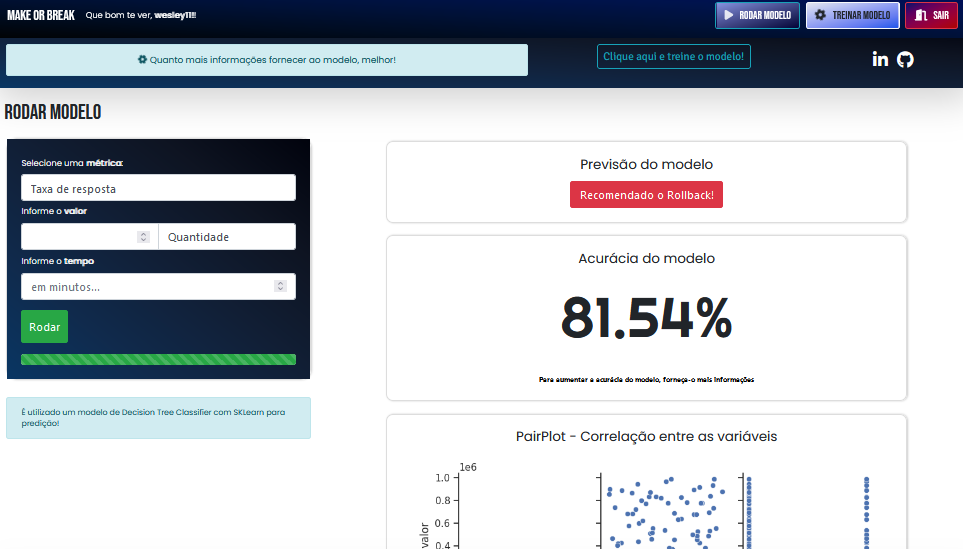 MAKE OR BREAK
Que bom te ver, wesley11!
RODAR MODELO
TREINAR MODELO
SAIR
Quanto mais informações fornecer ao modelo, melhor!
Clique aqui e treine o modelo!
in
RODAR MODELO
Selecione uma métrica:
Taxa de resposta
Informe o valor
Quantidade
Informe o tempo
em minutos...
Rodar
É utilizado um modelo de Decision Tree Classifier com SKLearn para
predição!
Previsão do modelo
Recomendado o Rollback!
Acurácia do modelo
81.54%
Para aumentar a acurácia do modelo, forneça-o mais informações
PairPlot - Correlação entre as variáveis
1e6
1.0
0.8
0.6
0.4
valor